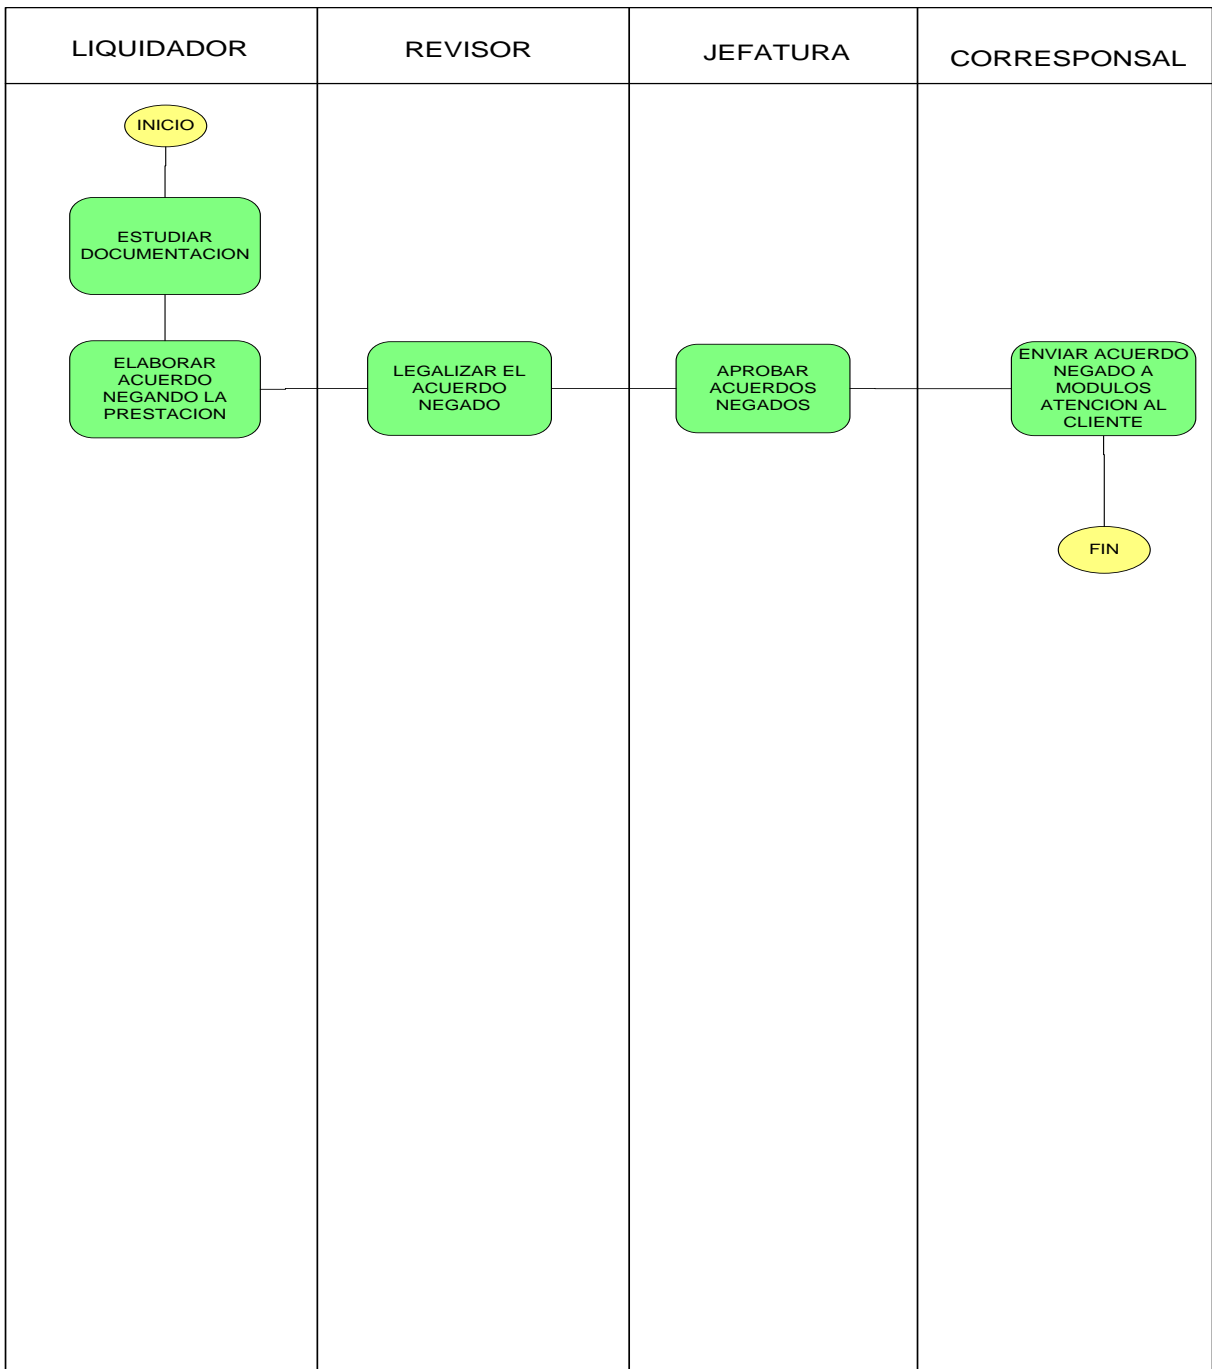 LIQUIDADOR
REVISOR
JEFATURA
CORRESPONSAL
INICIO
ESTUDIAR
DOCUMENTACION
ELABORAR
ACUERDO
NEGANDO LA
PRESTACION
LEGALIZAR EL
ACUERDO
NEGADO
APROBAR
ACUERDOS
NEGADOS
ENVIAR ACUERDO
NEGADO A
MODULOS
ATENCION AL
CLIENTE
FIN